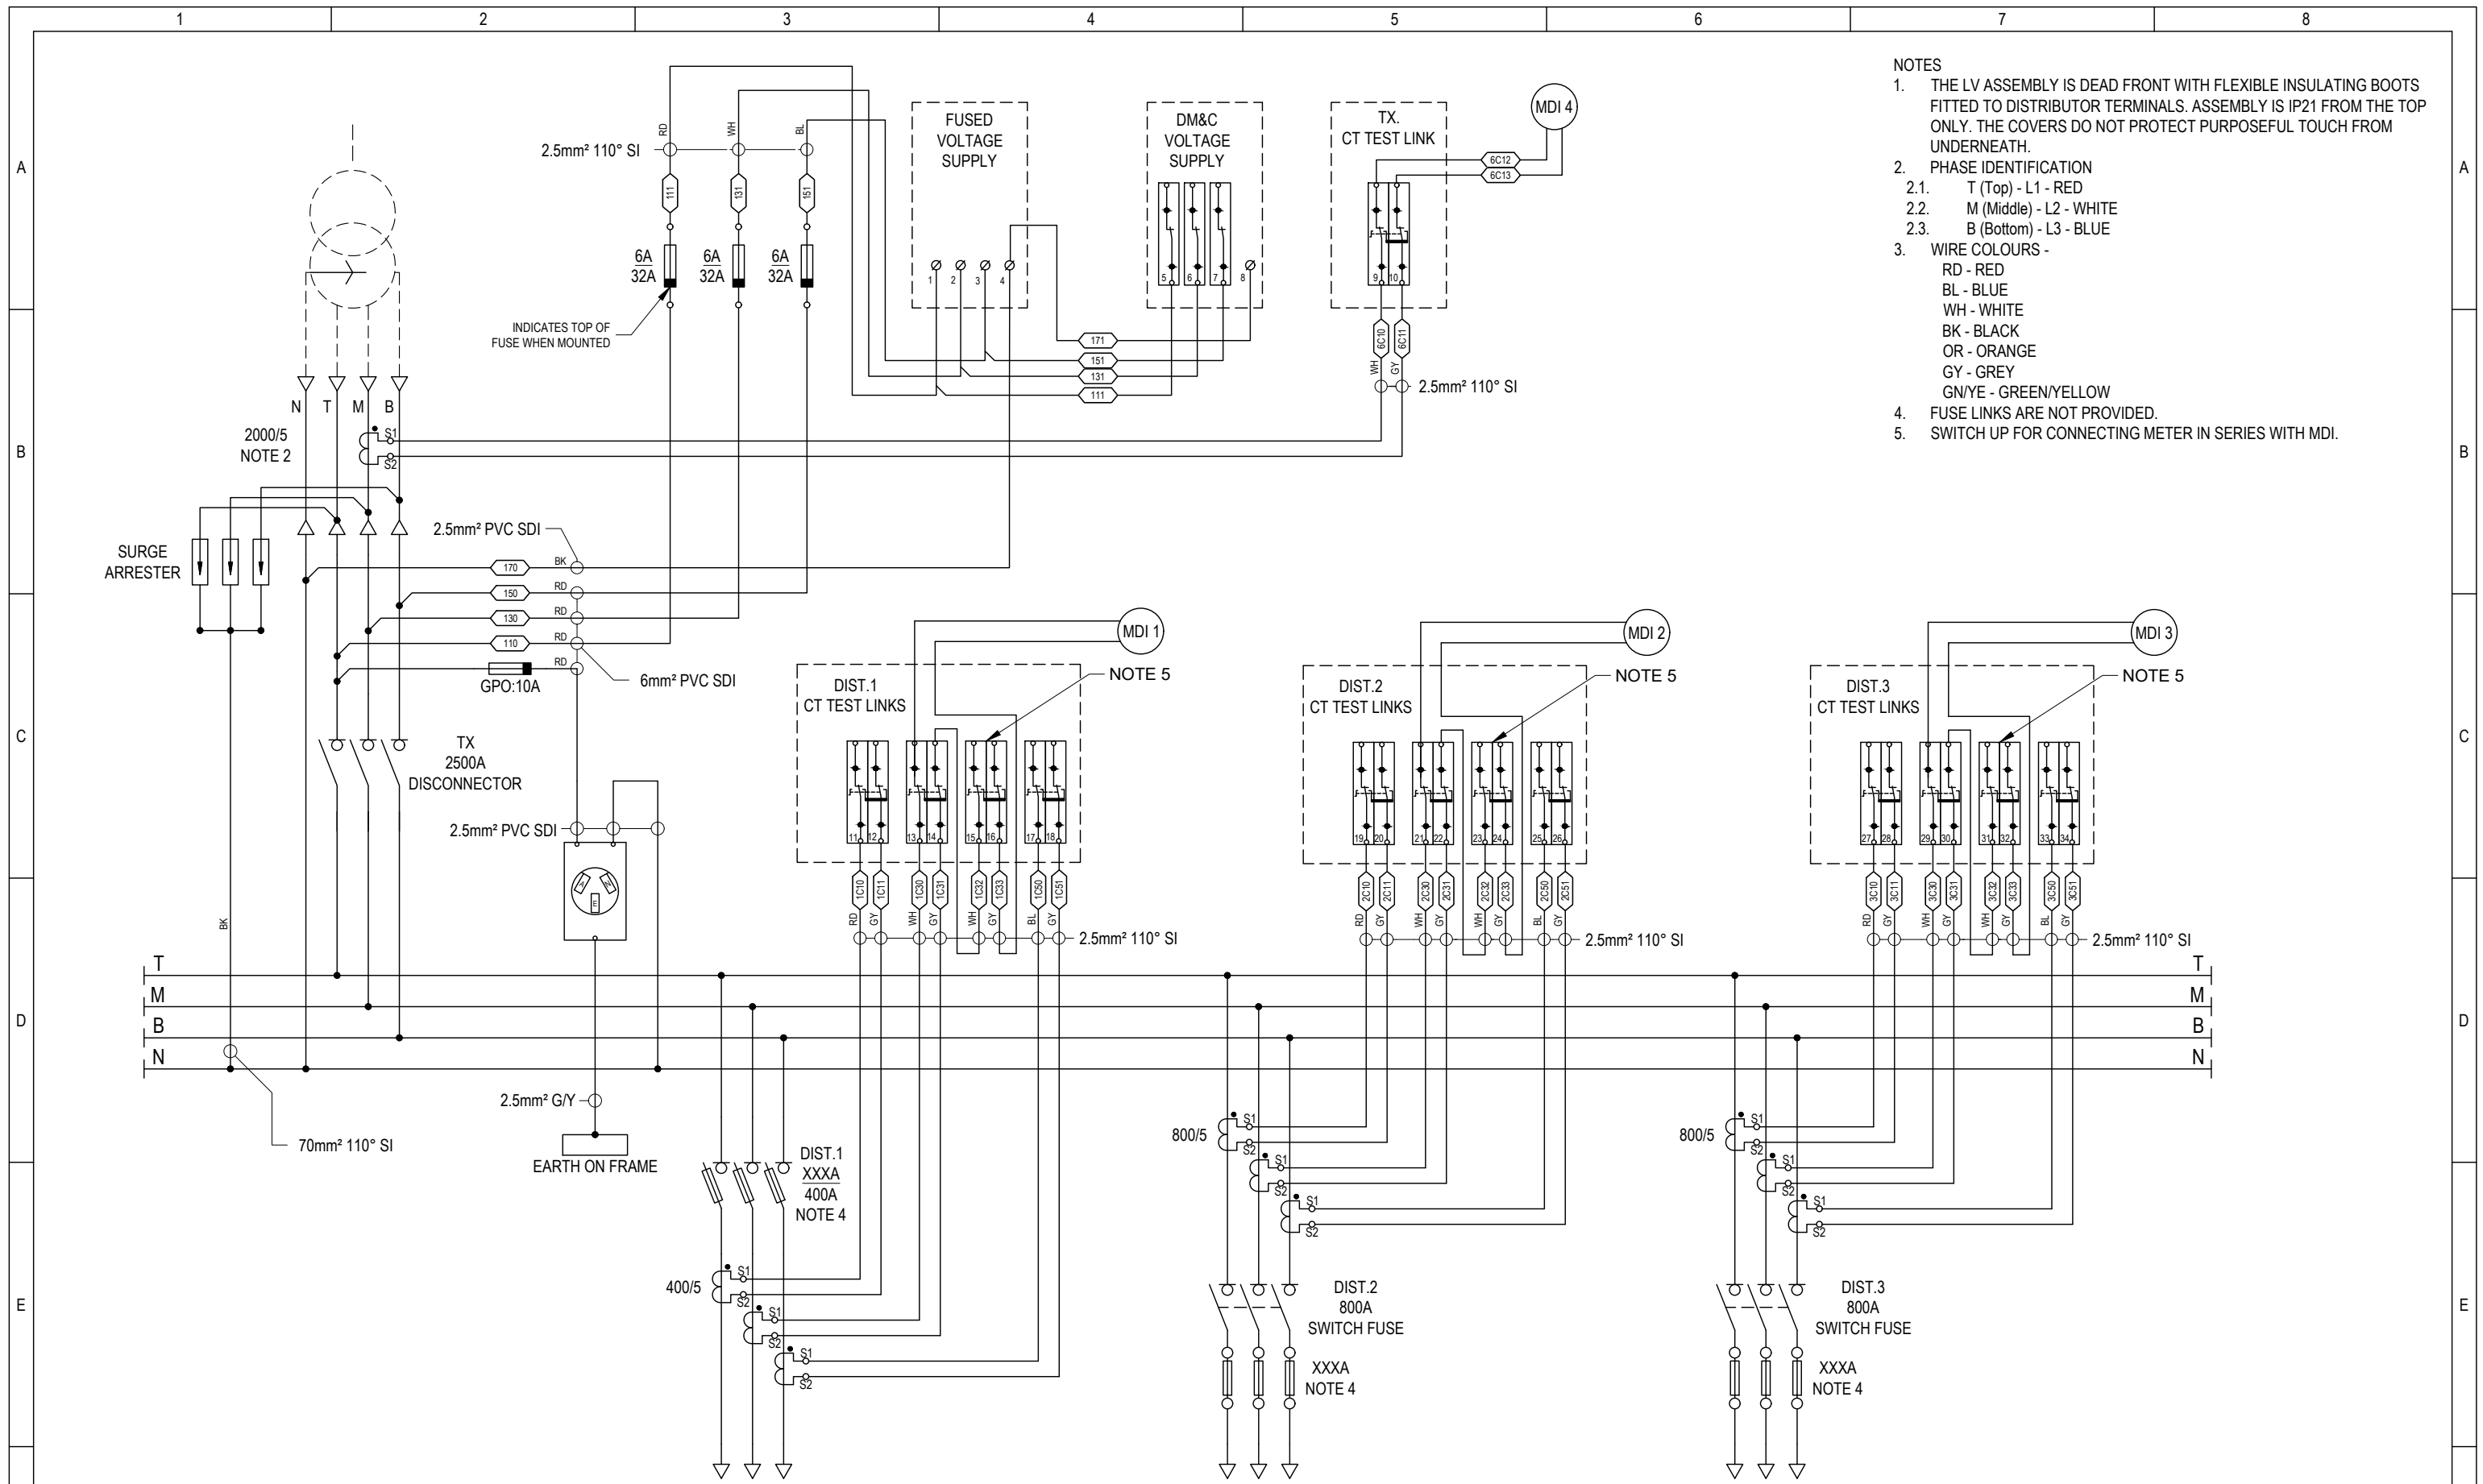 1 2 3 4 5 6 7 8
A A
B B
C C
D D
E E
NOTES
1. THE LV ASSEMBLY IS DEAD FRONT WITH FLEXIBLE INSULATING BOOTS
FITTED TO DISTRIBUTOR TERMINALS. ASSEMBLY IS IP21 FROM THE TOP
ONLY. THE COVERS DO NOT PROTECT PURPOSEFUL TOUCH FROM
UNDERNEATH.
2. PHASE IDENTIFICATION
2.1. T (Top) - L1 - RED
2.2. M (Middle) - L2 - WHITE
2.3. B (Bottom) - L3 - BLUE
3. WIRE COLOURS -
RD - RED
BL - BLUE
WH - WHITE
BK - BLACK
OR - ORANGE
GY - GREY
GN/YE - GREEN/YELLOW
4. FUSE LINKS ARE NOT PROVIDED.
5. SWITCH UP FOR CONNECTING METER IN SERIES WITH MDI.
RD WH BL
2.5mm² 110° SI
111 131 151
6A
32A
6A
32A
6A
32A
INDICATES TOP OF
FUSE WHEN MOUNTED
FUSED
VOLTAGE
SUPPLY
1 2 3 4
DM&C
VOLTAGE
SUPPLY
5 6 7 8
TX.
CT TEST LINK
9 10
MDI 4
6C12
6C13
6C10 6C11
WH GY
2.5mm² 110° SI
171
151
131
111
N T M B
2000/5
NOTE 2
S1
S2
SURGE
ARRESTER
2.5mm² PVC SDI
170 BK
150 RD
130 RD
110 RD
RD
GPO:10A
6mm² PVC SDI
TX
2500A
DISCONNECTOR
2.5mm² PVC SDI
A N
E
BK
2.5mm² G/Y
EARTH ON FRAME
70mm² 110° SI
MDI 1
NOTE 5
DIST.1
CT TEST LINKS
11 12 13 14 15 16 17 18
1C10 1C11 1C30 1C31 1C32 1C33 1C50 1C51
RD GY WH GY WH GY BL GY
2.5mm² 110° SI
MDI 2
NOTE 5
DIST.2
CT TEST LINKS
19 20 21 22 23 24 25 26
2C10 2C11 2C30 2C31 2C32 2C33 2C50 2C51
RD GY WH GY WH GY BL GY
2.5mm² 110° SI
MDI 3
NOTE 5
DIST.3
CT TEST LINKS
27 28 29 30 31 32 33 34
3C10 3C11 3C30 3C31 3C32 3C33 3C50 3C51
RD GY WH GY WH GY BL GY
2.5mm² 110° SI
T T
M M
B B
N N
DIST.1
XXXA
400A
NOTE 4
400/5
S1
S2
S1
S2
S1
S2
800/5
S1
S2
S1
S2
S1
S2
DIST.2
800A
SWITCH FUSE
XXXA
NOTE 4
800/5
S1
S2
S1
S2
S1
S2
DIST.3
800A
SWITCH FUSE
XXXA
NOTE 4